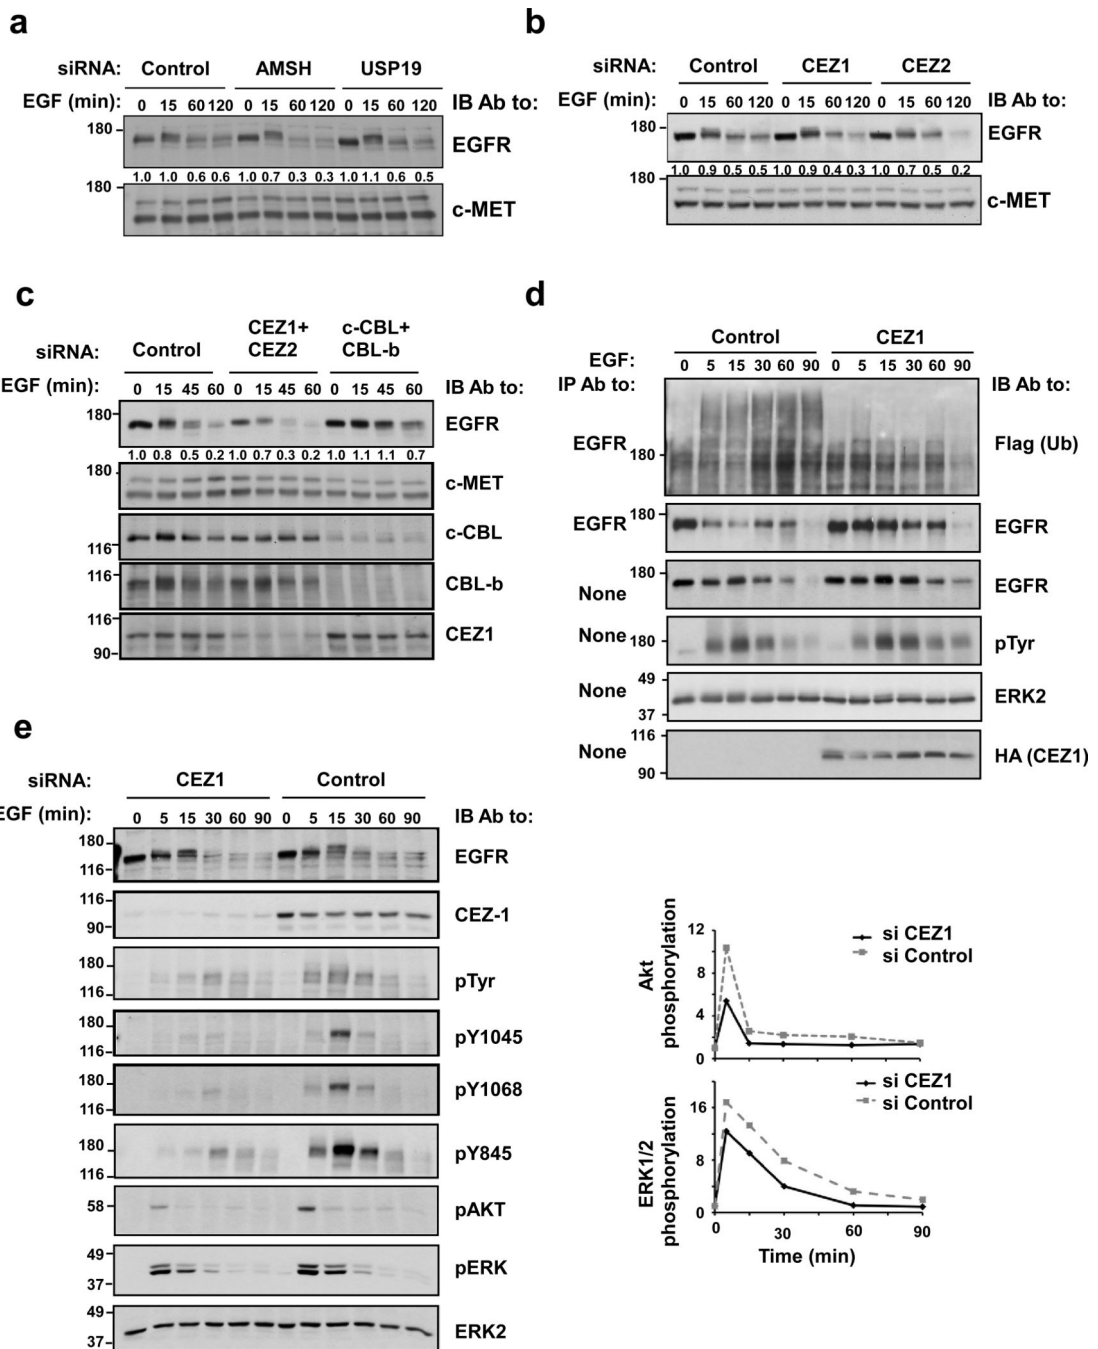 a
siRNA: Control AMSH USP19
EGF (min): 0 15 60 120 0 15 60 120 0 15 60 120 IB Ab to:
180 EGFR
1.0 1.0 0.6 0.6 1.0 0.7 0.3 0.3 1.0 1.1 0.6 0.5
180 c-MET
b
siRNA: Control CEZ1 CEZ2
EGF (min): 0 15 60 120 0 15 60 120 0 15 60 120 IB Ab to:
180 EGFR
1.0 0.9 0.5 0.5 1.0 0.9 0.4 0.3 1.0 0.7 0.5 0.2
180 c-MET
c
CEZ1+ c-CBL+
siRNA: Control CEZ2 CBL-b
EGF (min): 0 15 45 60 0 15 45 60 0 15 45 60 IB Ab to:
180 EGFR
1.0 0.8 0.5 0.2 1.0 0.7 0.3 0.2 1.0 1.1 1.1 0.7
180 c-MET
116 c-CBL
116 CBL-b
116 CEZ1
90
d
Control CEZ1
EGF: 0 5 15 30 60 90 0 5 15 30 60 90
IP Ab to: IB Ab to:
EGFR 180 Flag (Ub)
EGFR 180 EGFR
None 180 EGFR
None 180 pTyr
None 49 ERK2
37
None 116 HA (CEZ1)
90
e
siRNA: CEZ1 Control
EGF (min): 0 5 15 30 60 90 0 5 15 30 60 90 IB Ab to:
180 EGFR
116
116 CEZ-1
90
180 pTyr
116
180 pY1045
116
180 pY1068
116
180 pY845
116
58 pAKT
49 pERK
37
49 ERK2
37
Akt
phosphorylation
12
8
4
0
si CEZ1
si Control
ERK1/2
phosphorylation
16
8
0
si CEZ1
si Control
0 30 60 90
Time (min)